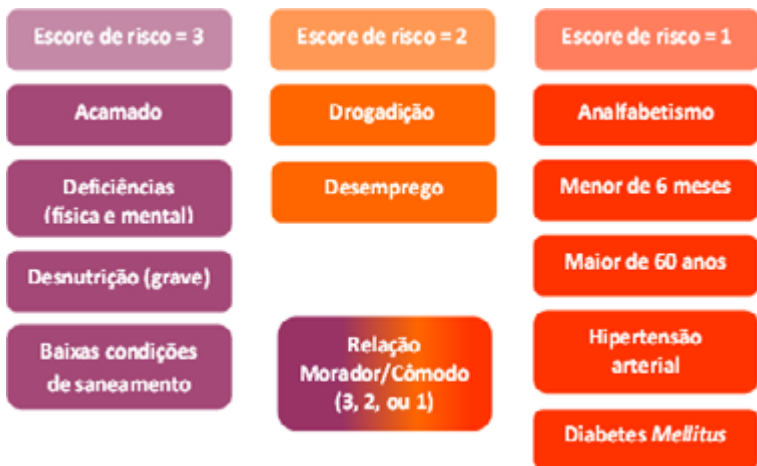 Escore de risco = 3
Acamado
Deficiências
(física e mental)
Desnutrição (grave)
Baixas condições
de saneamento
Escore de risco = 2
Drogadição
Desemprego
Relação
Morador/Cômodo
(3, 2, ou 1)
Escore de risco = 1
Analfabetismo
Menor de 6 meses
Maior de 60 anos
Hipertensão
arterial
Diabetes Mellitus